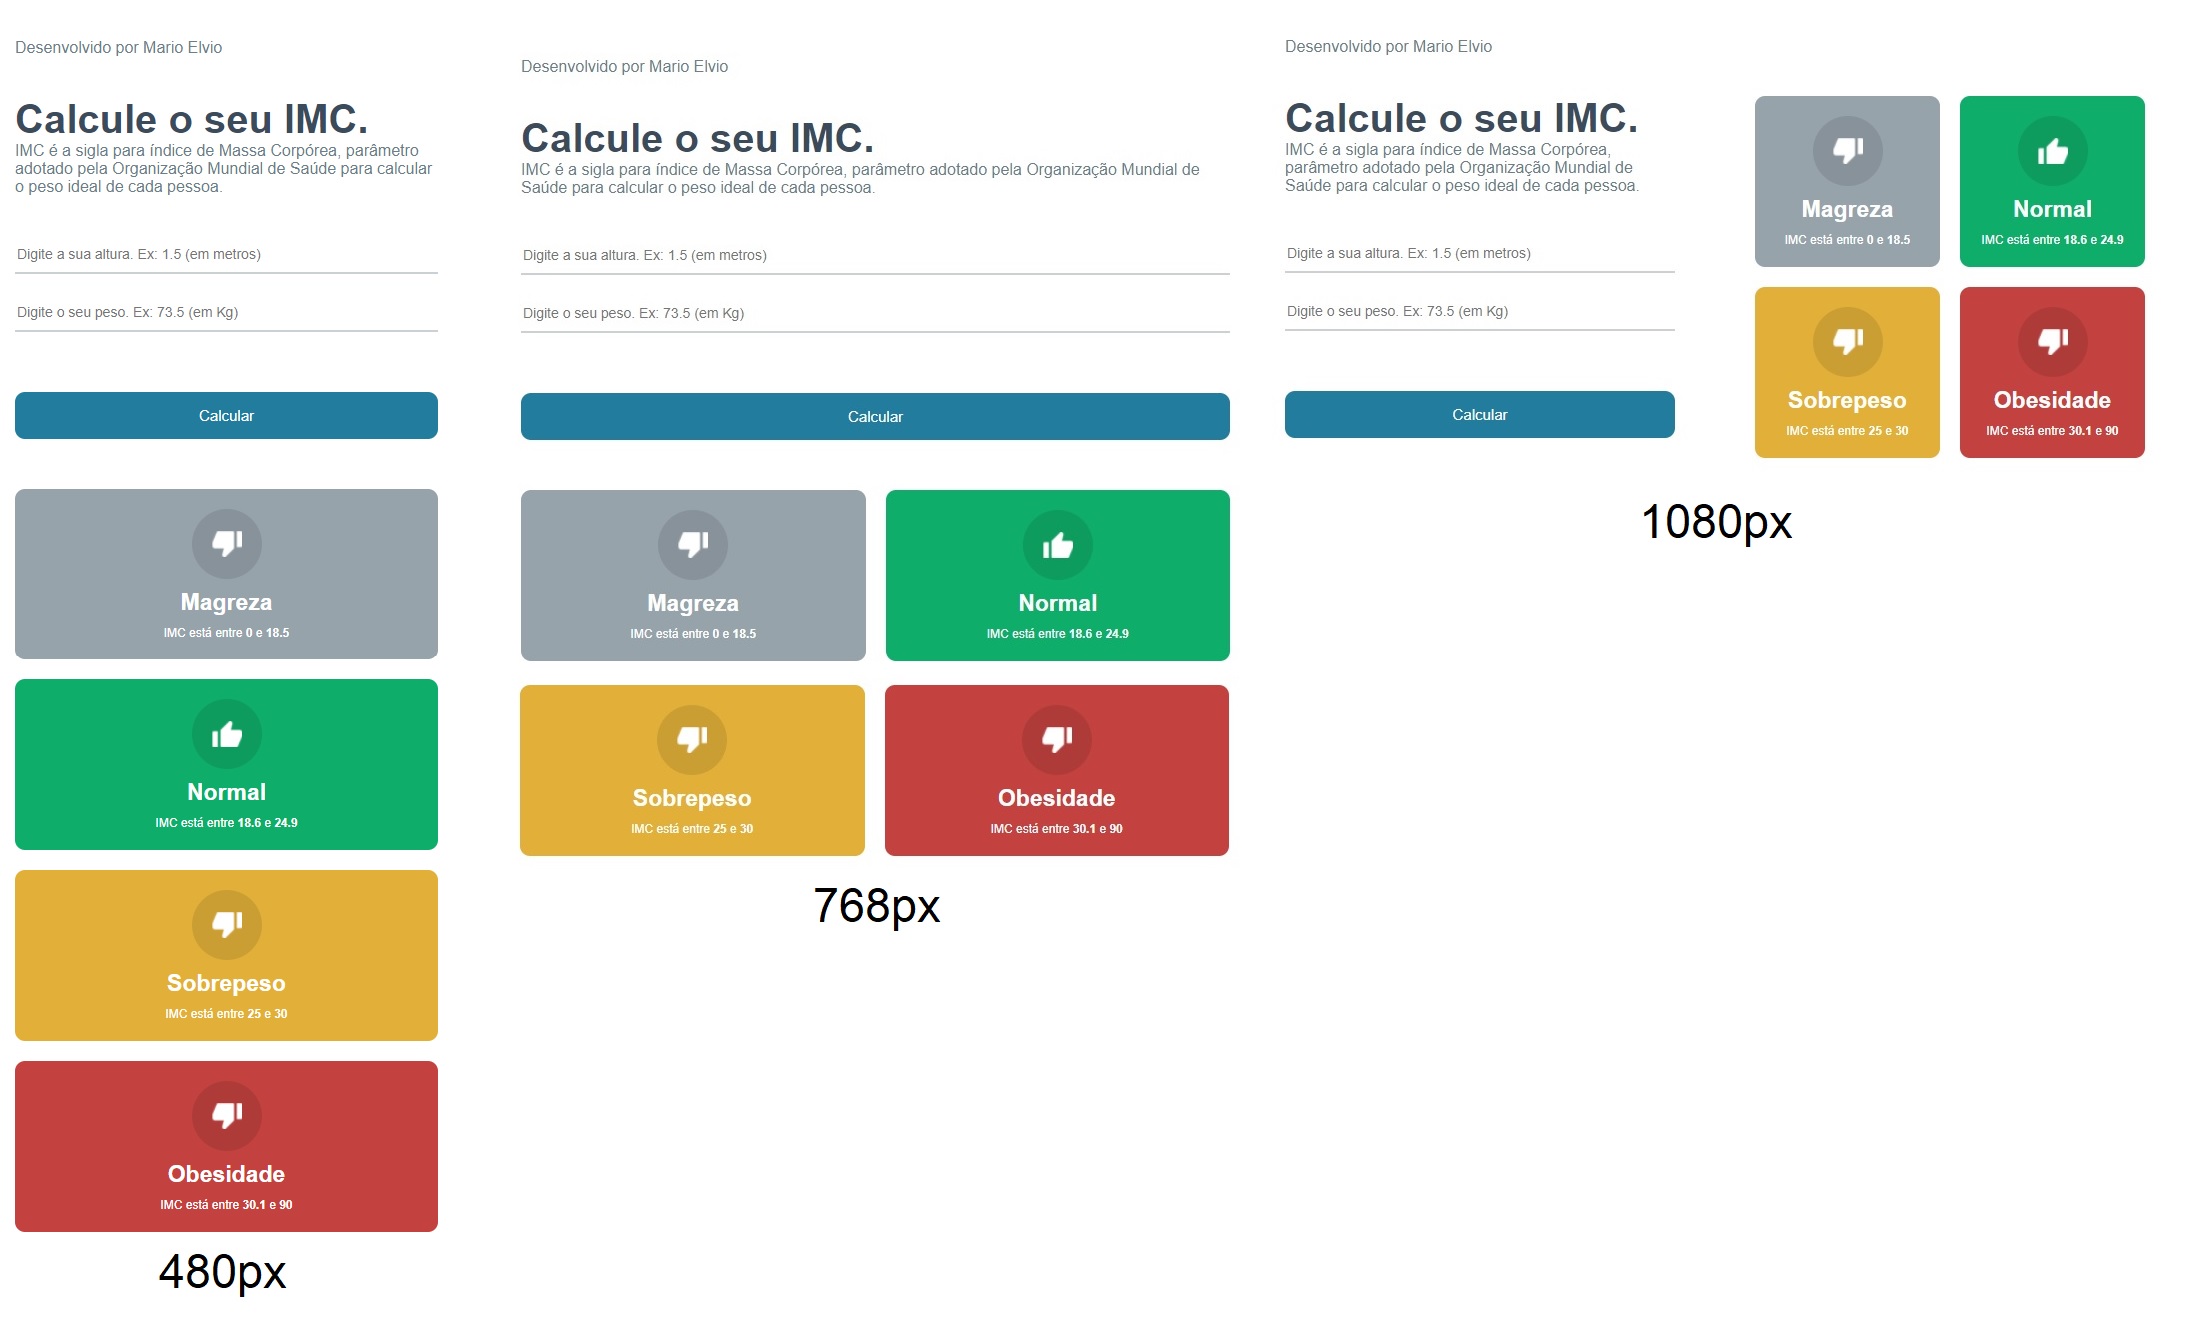 Desenvolvido por Mario Elvio
Calcule o seu IMC.
IMC é a sigla para índice de Massa Corpórea, parâmetro
adotado pela Organização Mundial de Saúde para calcular
o peso ideal de cada pessoa.
Digite a sua altura. Ex: 1.5 (em metros)
Digite o seu peso. Ex: 73.5 (em Kg)
Calcular
Magreza
IMC está entre 0 e 18.5
Normal
IMC está entre 18.6 e 24.9
Sobrepeso
IMC está entre 25 e 30
Obesidade
IMC está entre 30.1 e 90
480px
Desenvolvido por Mario Elvio
Calcule o seu IMC.
IMC é a sigla para índice de Massa Corpórea, parâmetro adotado pela Organização Mundial de
Saúde para calcular o peso ideal de cada pessoa.
Digite a sua altura. Ex: 1.5 (em metros)
Digite o seu peso. Ex: 73.5 (em Kg)
Calcular
Magreza
IMC está entre 0 e 18.5
Normal
IMC está entre 18.6 e 24.9
Sobrepeso
IMC está entre 25 e 30
Obesidade
IMC está entre 30.1 e 90
768px
Desenvolvido por Mario Elvio
Calcule o seu IMC.
IMC é a sigla para índice de Massa Corpórea,
parâmetro adotado pela Organização Mundial de
Saúde para calcular o peso ideal de cada pessoa.
Digite a sua altura. Ex: 1.5 (em metros)
Digite o seu peso. Ex: 73.5 (em Kg)
Calcular
Magreza
IMC está entre 0 e 18.5
Normal
IMC está entre 18.6 e 24.9
Sobrepeso
IMC está entre 25 e 30
Obesidade
IMC está entre 30.1 e 90
1080px